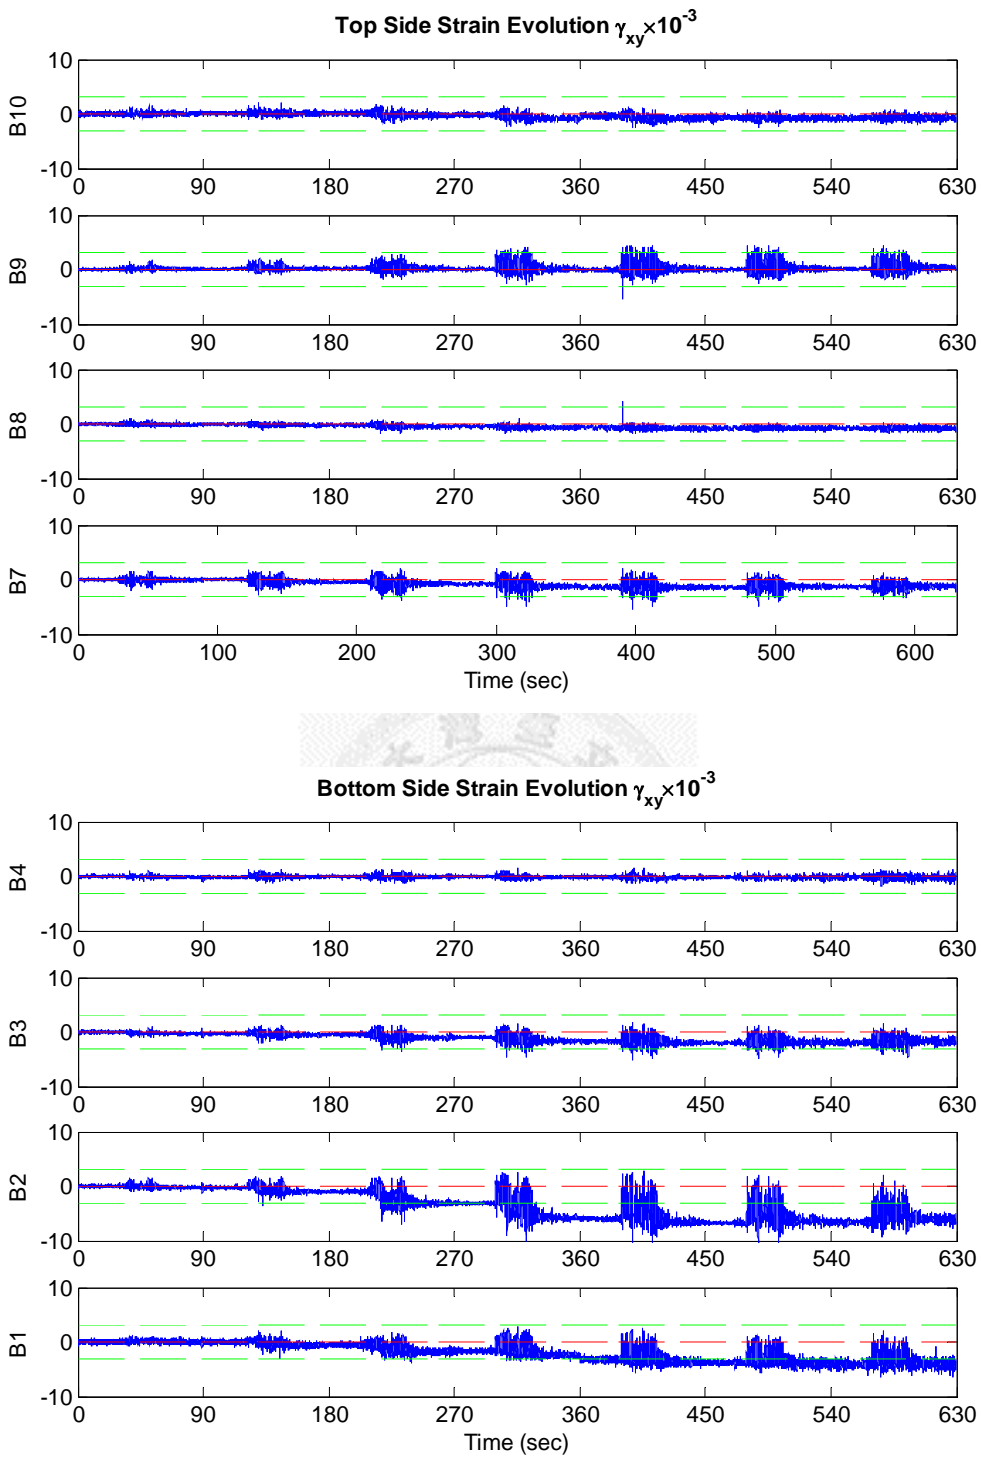 Top Side Strain Evolution γxy×10-3
10
0
-10
B10
0 90 180 270 360 450 540 630
10
0
-10
B9
0 90 180 270 360 450 540 630
10
0
-10
B8
0 90 180 270 360 450 540 630
10
0
-10
B7
0 100 200 300 400 500 600
Time (sec)
Bottom Side Strain Evolution γxy×10-3
10
0
-10
B4
0 90 180 270 360 450 540 630
10
0
-10
B3
0 90 180 270 360 450 540 630
10
0
-10
B2
0 90 180 270 360 450 540 630
10
0
-10
B1
0 90 180 270 360 450 540 630
Time (sec)